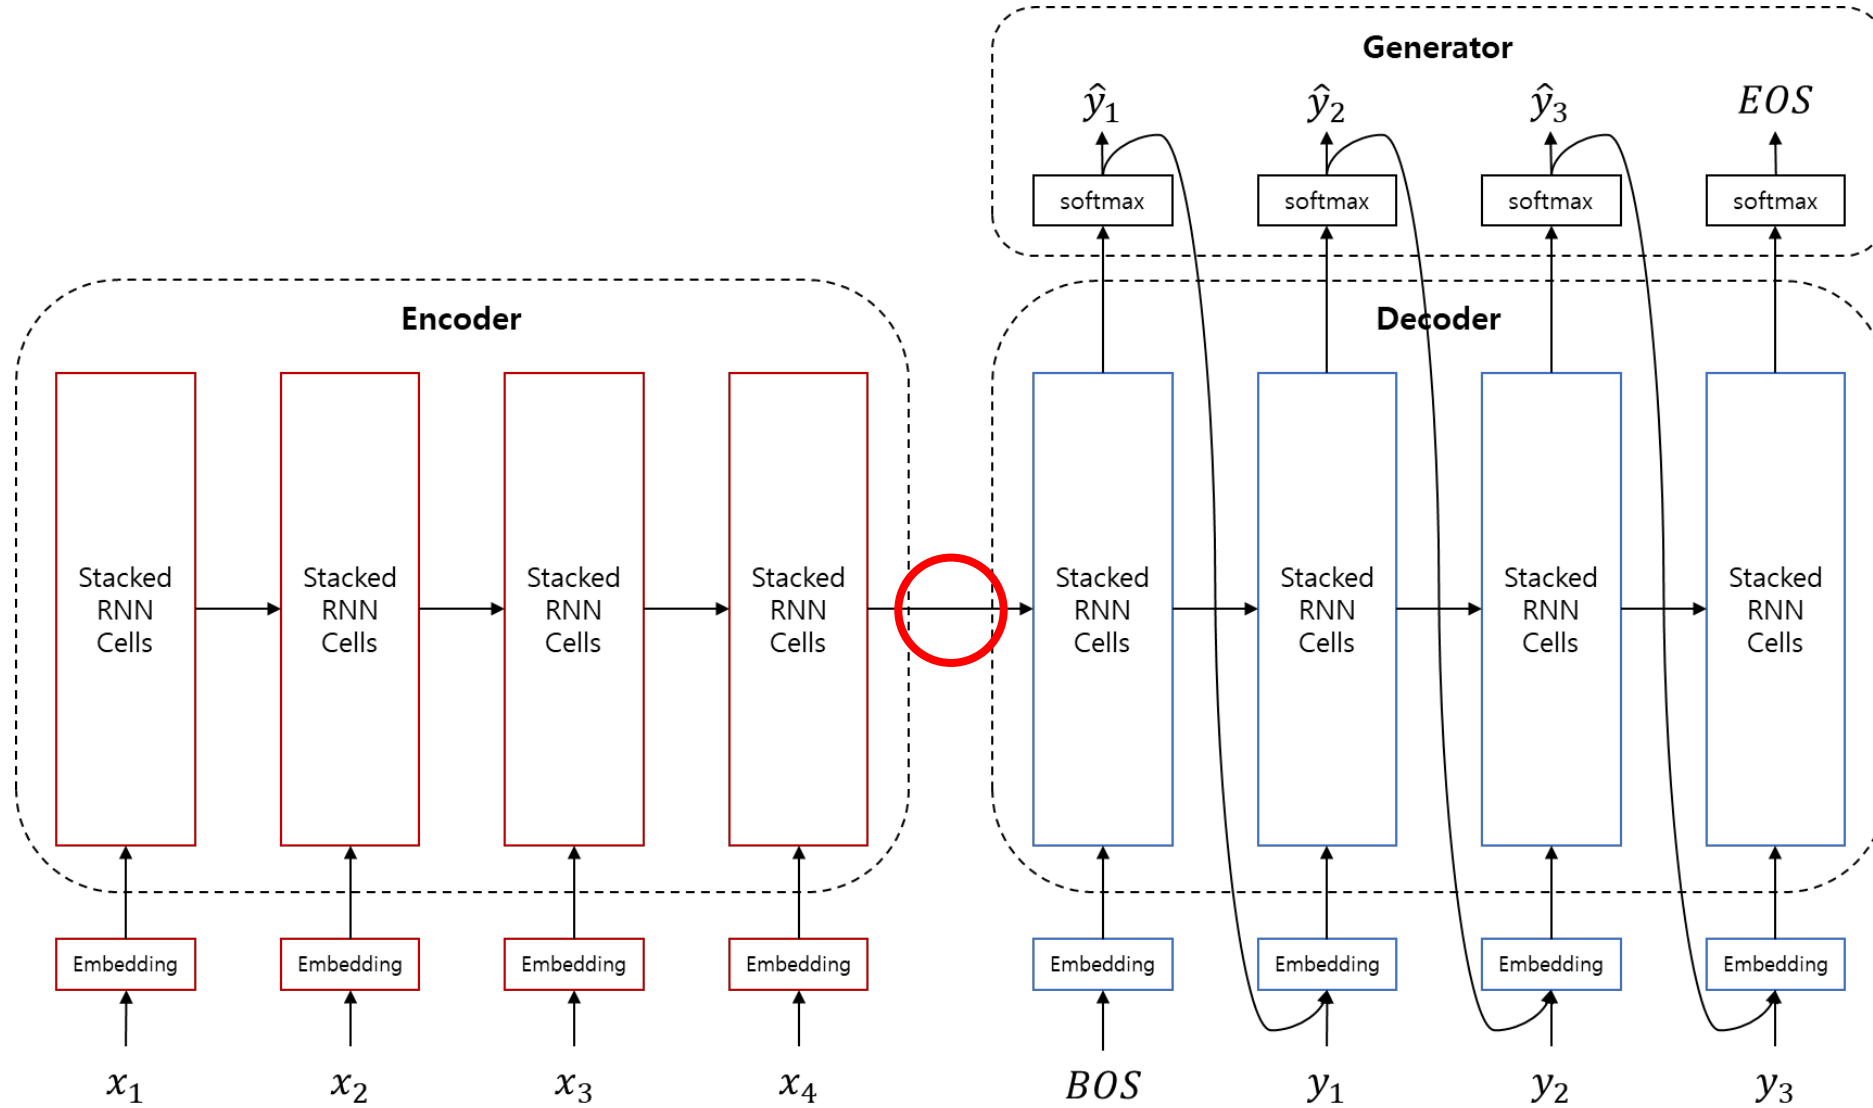 Generator
ŷ₁ ŷ₂ ŷ₃ EOS
softmax softmax softmax softmax
Encoder Decoder
Stacked Stacked Stacked Stacked Stacked Stacked Stacked Stacked
RNN RNN RNN RNN RNN RNN RNN RNN
Cells Cells Cells Cells Cells Cells Cells Cells
Embedding Embedding Embedding Embedding Embedding Embedding Embedding Embedding
x₁ x₂ x₃ x₄ BOS y₁ y₂ y₃